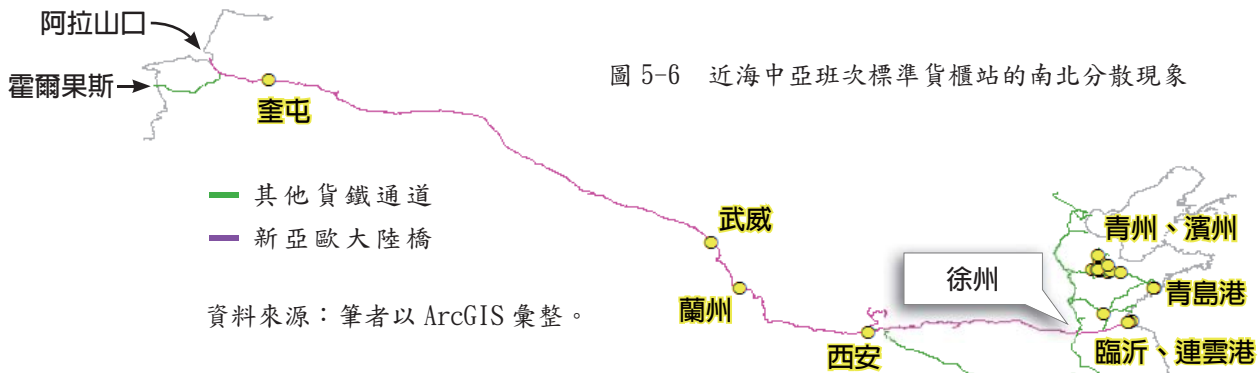 阿拉山口
霍爾果斯
圖 5-6 近海中亞班次標準貨櫃站的南北分散現象
奎屯
其他貨鐵通道
新亞歐大陸橋
武威
青州、濱州
徐州
青島港
資料來源：筆者以 ArcGIS 彙整。
蘭州
西安
臨沂、連雲港